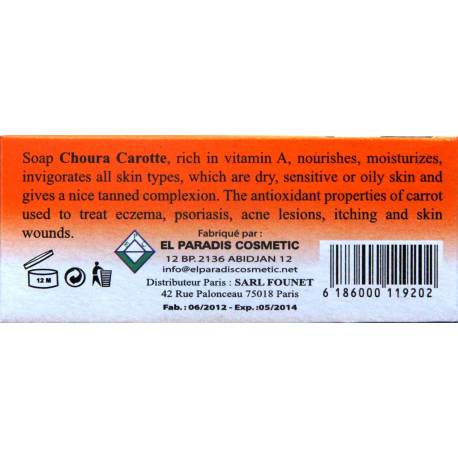 Soap Choura Carotte, rich in vitamin A, nourishes, moisturizes,
invigorates all skin types, which are dry, sensitive or oily skin and
gives a nice tanned complexion. The antioxidant properties of carrot
used to treat eczema, psoriasis, acne lesions, itching and skin
wounds.
Fabriqué par :
EL PARADIS COSMETIC
12 BP. 2136 ABIDJAN 12
info@elparadiscosmetic.net
Distributeur Paris : SARL FOUNET
42 Rue Palonceau 75018 Paris
Fab. : 06/2012 - Exp. :05/2014
12 M
6 186000 119202